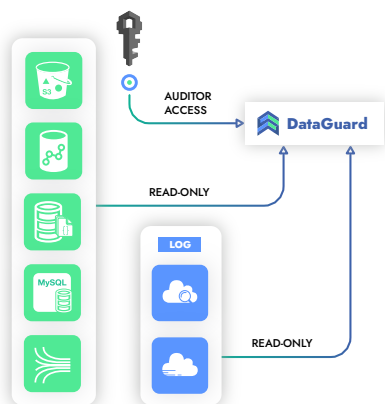 S3
AUDITOR
ACCESS
DataGuard
READ-ONLY
LOG
MySQL
READ-ONLY